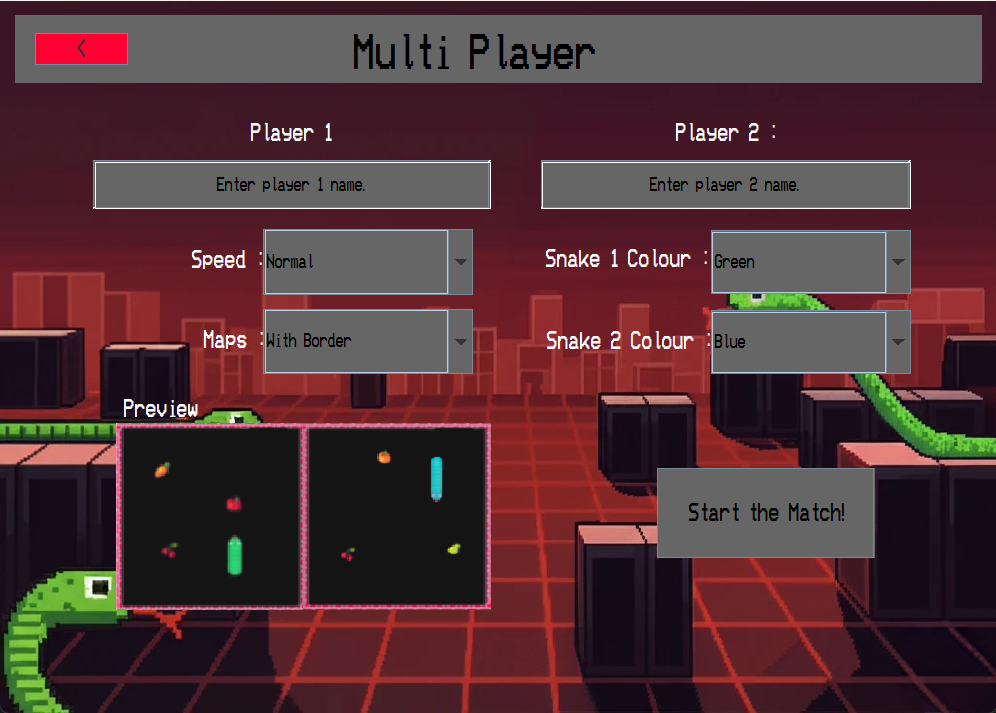 <
Multi Player
Player 1
Player 2 :
Enter player 1 name.
Enter player 2 name.
Speed :
Normal
Snake 1 Colour :
Green
Maps :
With Border
Snake 2 Colour :
Blue
Preview
Start the Match!